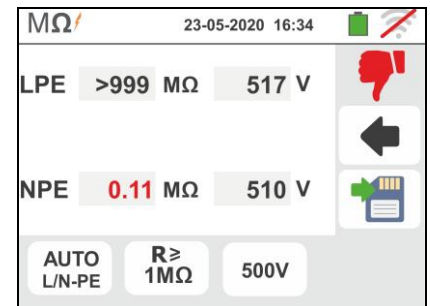 MΩ 23-05-2020 16:34
LPE >999 MΩ 517 V
NPE 0.11 MΩ 510 V
AUTO L/N-PE
R≥ 1MΩ
500V